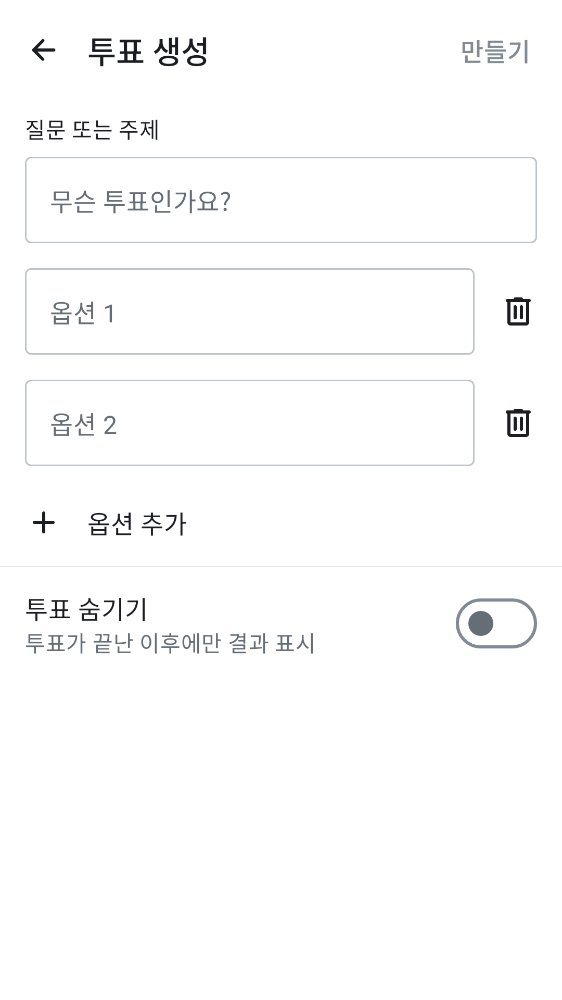 투표 생성
만들기
질문 또는 주제
무슨 투표인가요?
옵션 1
옵션 2
옵션 추가
투표 숨기기
투표가 끝난 이후에만 결과 표시